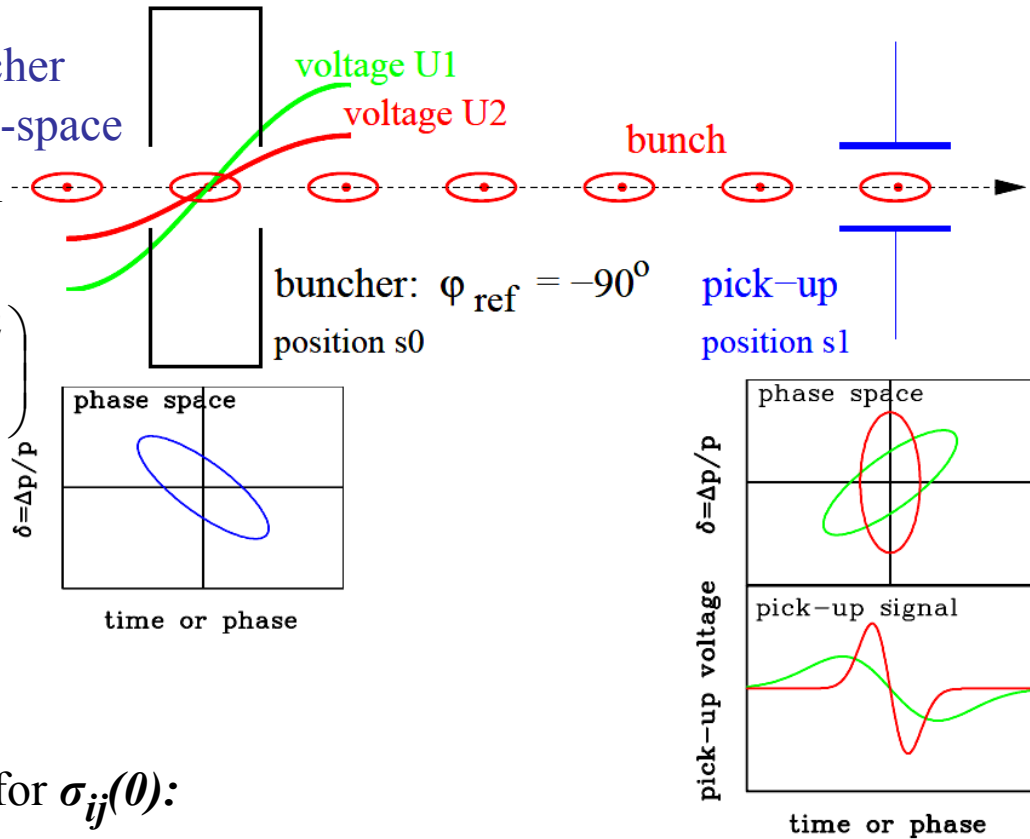 cher
-space
voltage U1
voltage U2
bunch
buncher: φ ref = −90°
position s0
pick−up
position s1
phase space
δ=Δp/p
time or phase
phase space
δ=Δp/p
pick−up signal
pick−up voltage
time or phase
for σij(0):